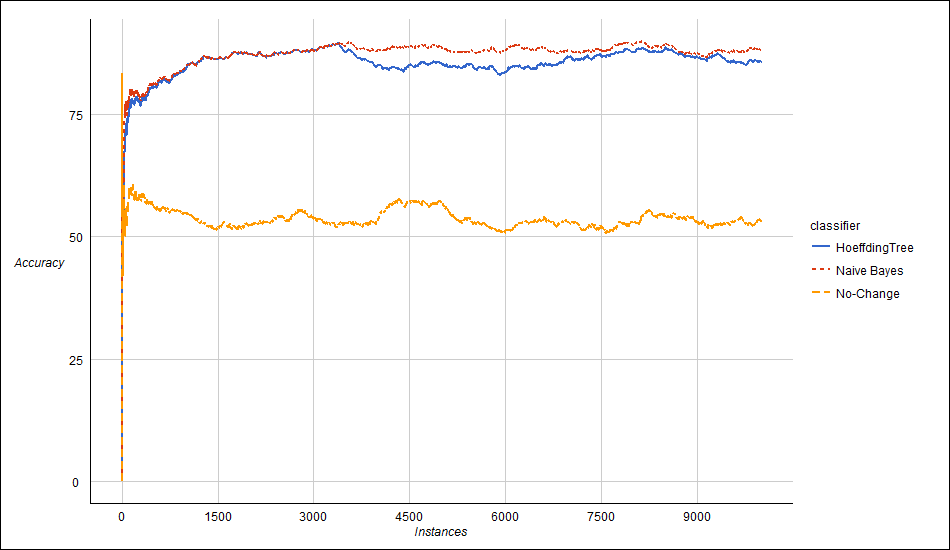 75
50
25
0
Accuracy
0 1500 3000 4500 6000 7500 9000
Instances
classifier
HoeffdingTree
Naive Bayes
No-Change